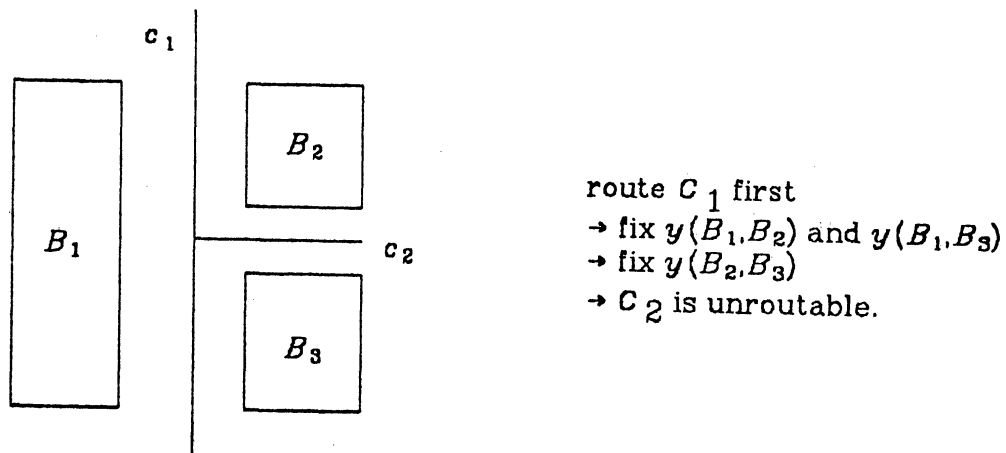 c₁
B₂
B₁
c₂
B₃
route C₁ first
→ fix y(B₁,B₂) and y(B₁,B₃)
→ fix y(B₂,B₃)
→ C₂ is unroutable.